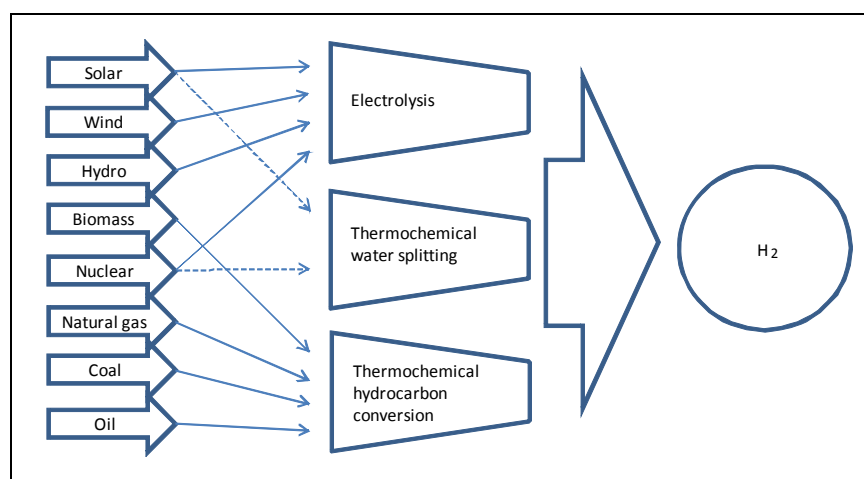 Solar
Wind
Hydro
Biomass
Nuclear
Natural gas
Coal
Oil
Electrolysis
Thermochemical
water splitting
Thermochemical
hydrocarbon
conversion
H2